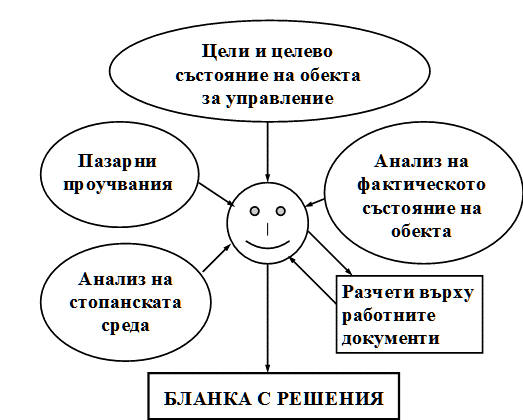 Цели и целево
състояние на обекта
за управление
Пазарни
проучвания
Анализ на
фактическото
състояние на
обекта
Анализ на
стопанската
среда
Разчети върху
работните
документи
БЛАНКА С РЕШЕНИЯ